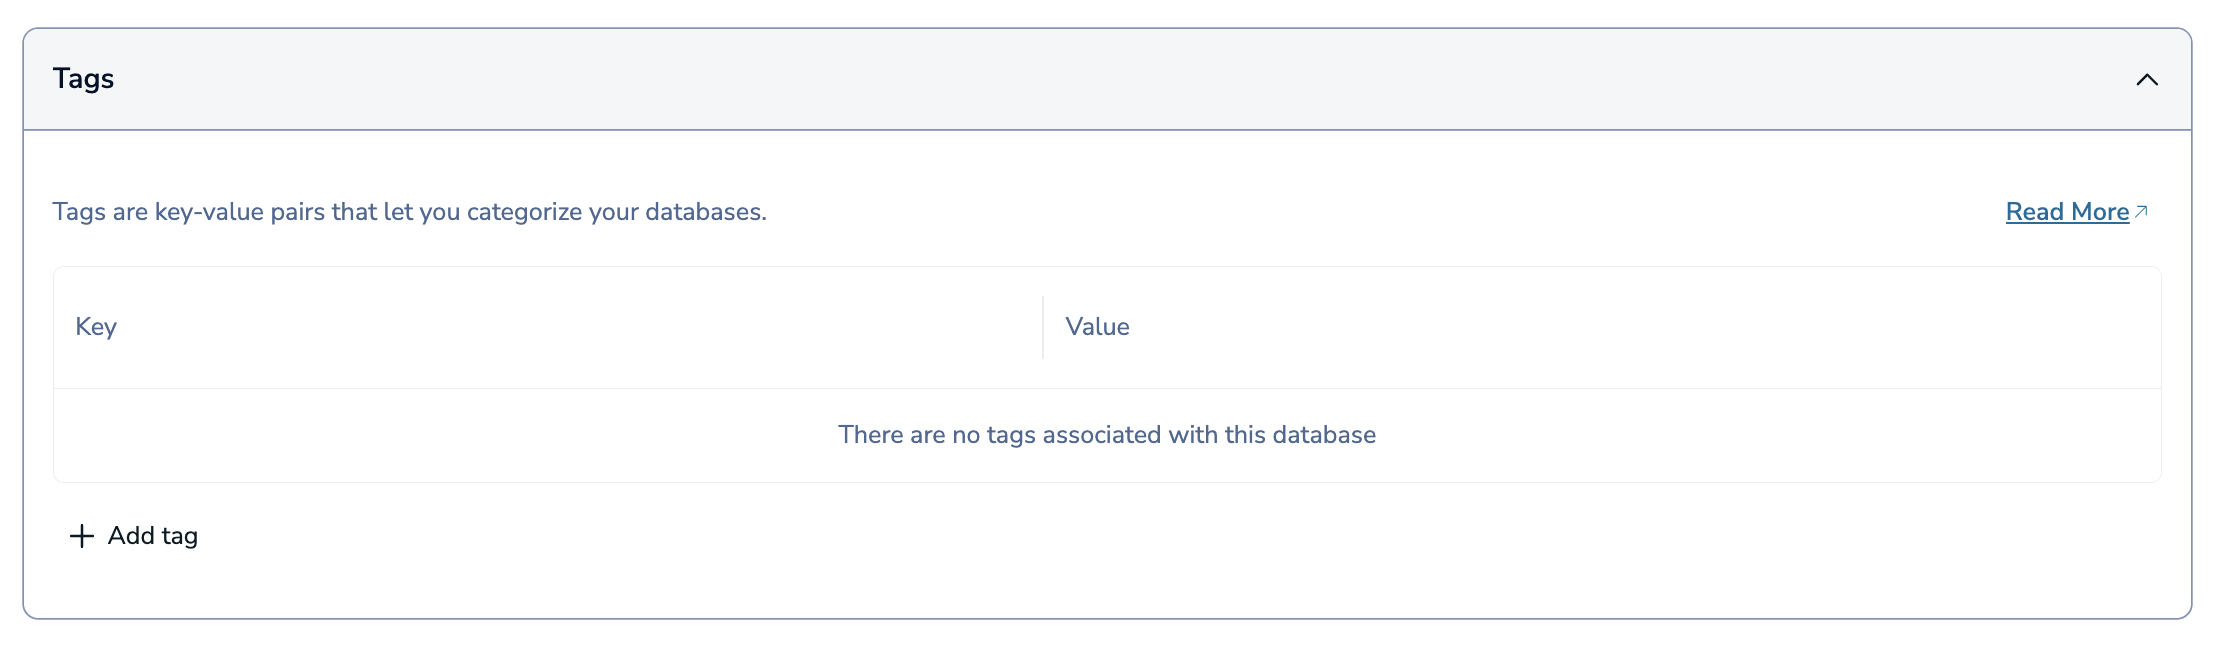 Tags
Tags are key-value pairs that let you categorize your databases.
Read More
Key
Value
There are no tags associated with this database
Add tag